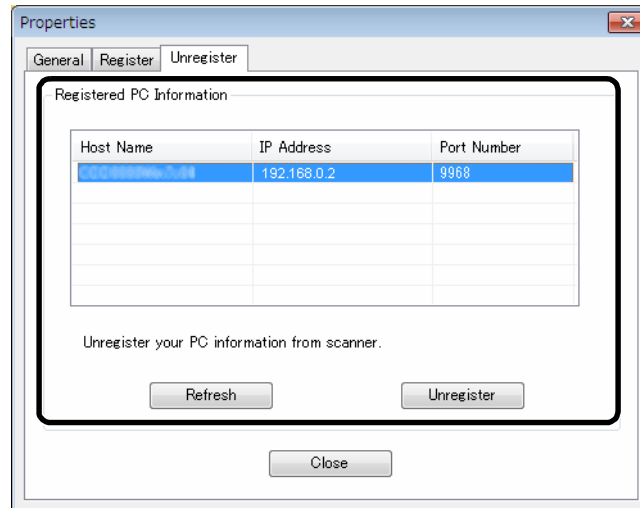 Properties
General Register Unregister
Registered PC Information
Host Name IP Address Port Number
192.168.0.2 9968
Unregister your PC information from scanner.
Refresh Unregister
Close